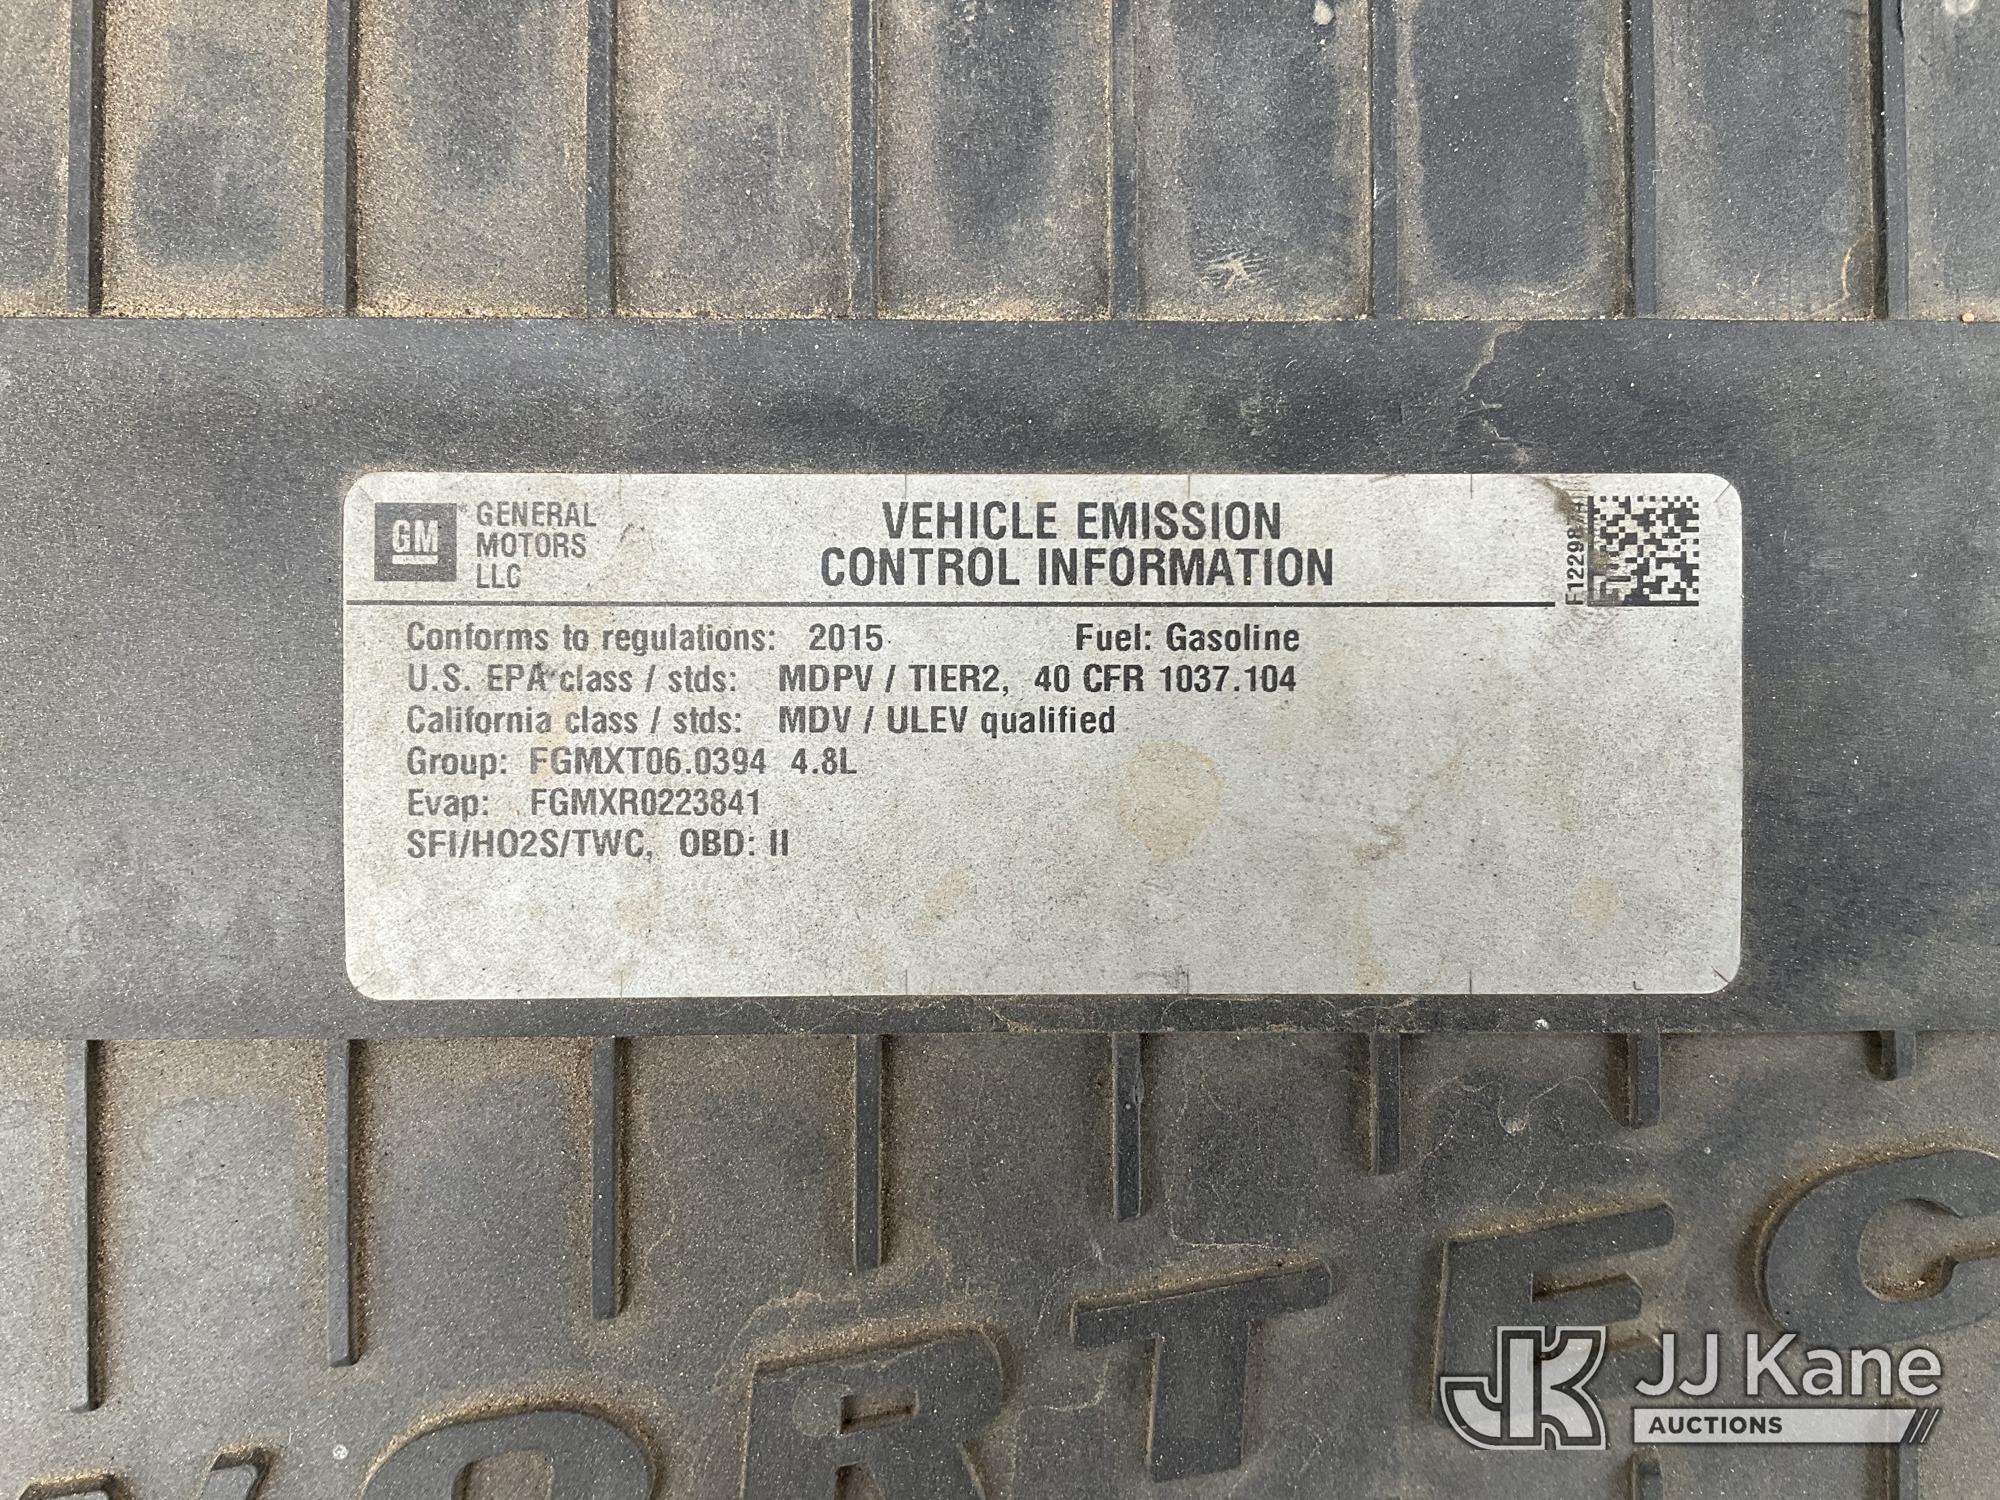 GM
GENERAL
MOTORS
LLC
VEHICLE EMISSION
CONTROL INFORMATION
Conforms to regulations: 2015 Fuel: Gasoline
U.S. EPA class / stds: MDPV / TIER2, 40 CFR 1037.104
California class / stds: MDV / ULEV qualified
Group: FGMXT06.0394 4.8L
Evap: FGMXR0223841
SFI/HO2S/TWC, OBD: II
VORTEC
JK JJ Kane
AUCTIONS